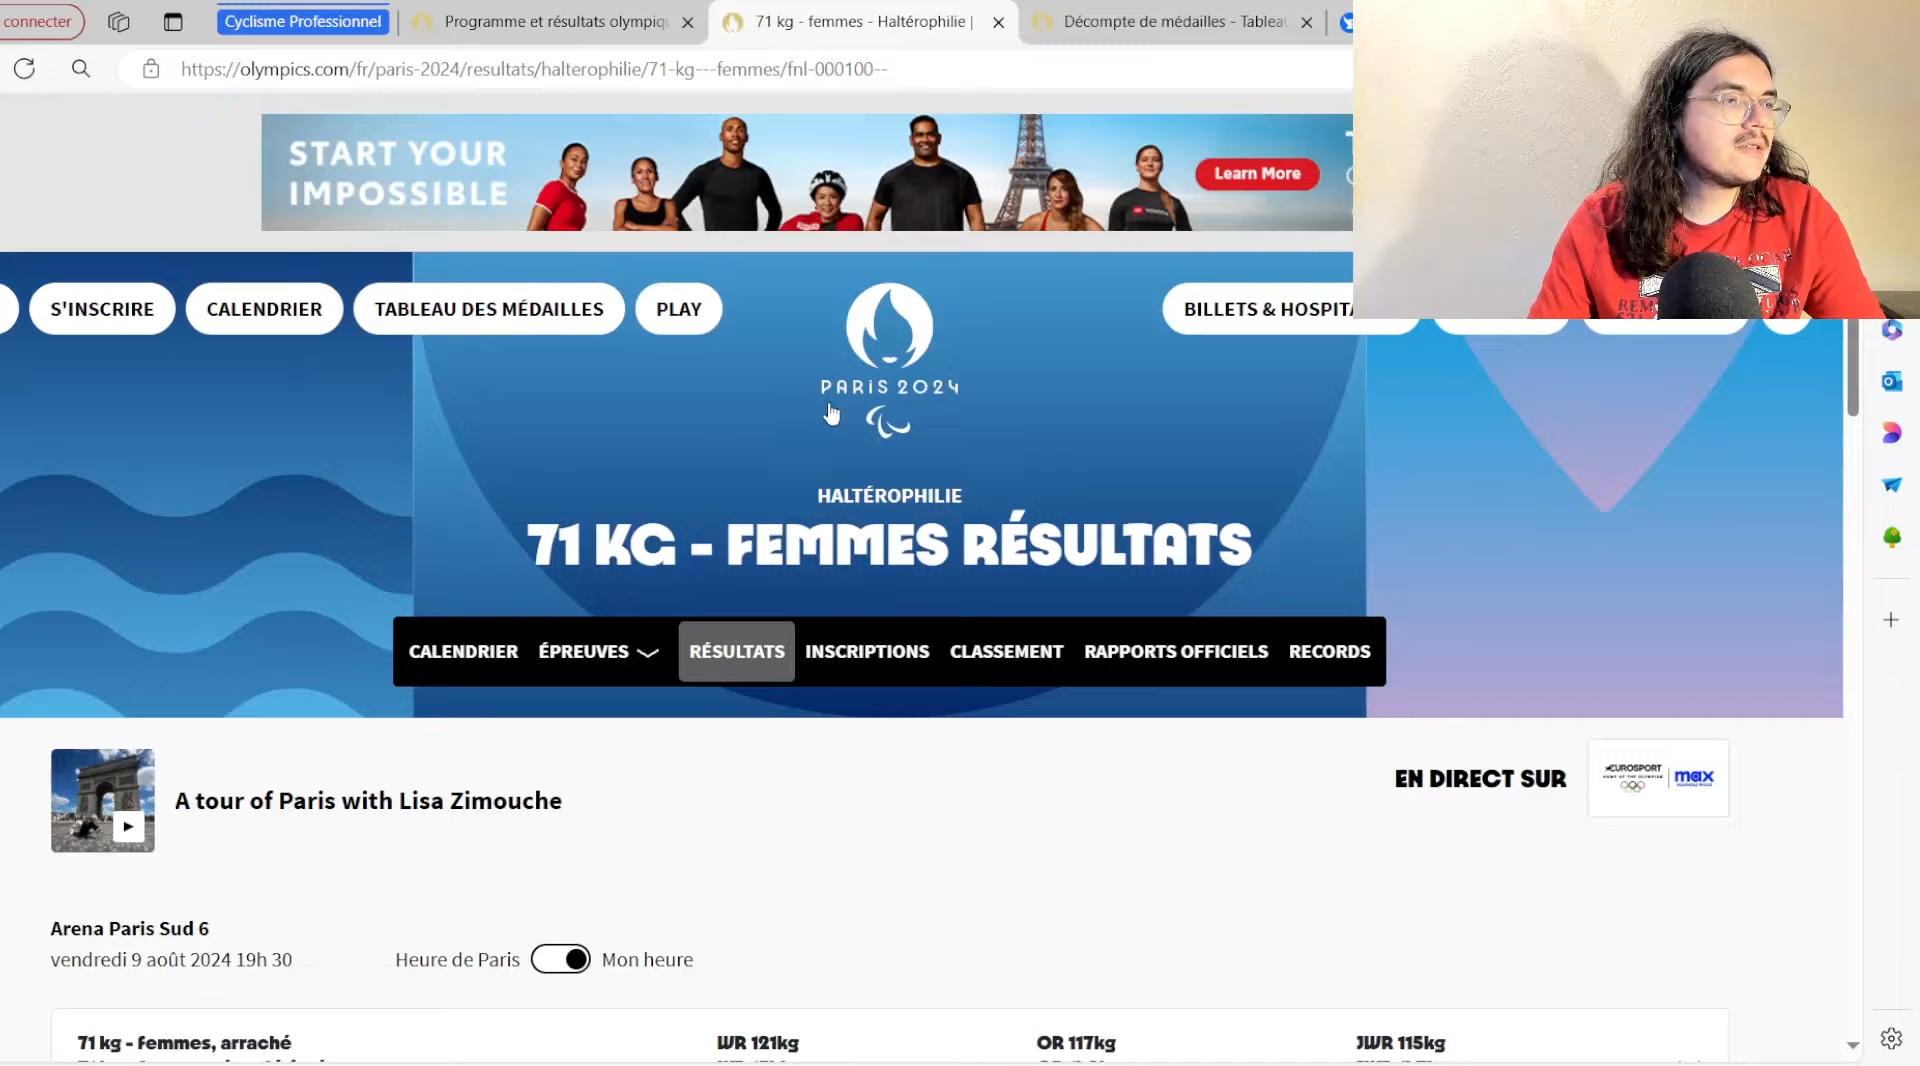 connecter
Cyclisme Professionnel
Programme et résultats olympiq
71 kg - femmes - Haltérophilie |
Décompte de médailles - Tablea
https://olympics.com/fr/paris-2024/resultats/halterophilie/71-kg---femmes/fnl-000100--
START YOUR
IMPOSSIBLE
Learn More
S'INSCRIRE
CALENDRIER
TABLEAU DES MÉDAILLES
PLAY
BILLETS & HOSPITA
PARIS 2024
HALTÉROPHILIE
71 KG - FEMMES RÉSULTATS
CALENDRIER
ÉPREUVES
RÉSULTATS
INSCRIPTIONS
CLASSEMENT
RAPPORTS OFFICIELS
RECORDS
A tour of Paris with Lisa Zimouche
EN DIRECT SUR
EUROSPORT
max
Arena Paris Sud 6
vendredi 9 août 2024 19h 30
Heure de Paris
Mon heure
71 kg - femmes, arraché
WR 121kg
OR 117kg
JWR 115kg